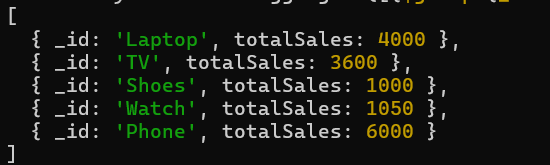 [
  { _id: 'Laptop', totalSales: 4000 },
  { _id: 'TV', totalSales: 3600 },
  { _id: 'Shoes', totalSales: 1000 },
  { _id: 'Watch', totalSales: 1050 },
  { _id: 'Phone', totalSales: 6000 }
]